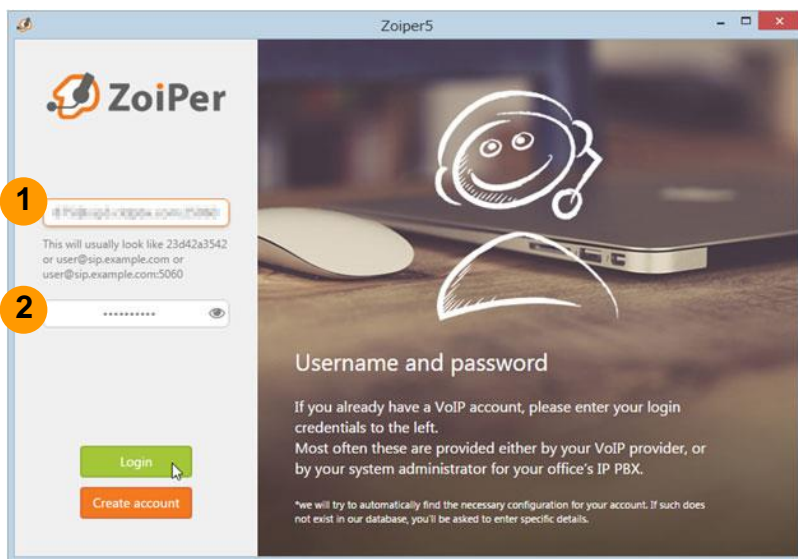 Zoiper5
ZoiPer
1
This will usually look like 23d42a3542
or user@sip.example.com or
user@sip.example.com:5060
2
Login
Create account
Username and password
If you already have a VoIP account, please enter your login
credentials to the left.
Most often these are provided either by your VoIP provider, or
by your system administrator for your office's IP PBX.
*we will try to automatically find the necessary configuration for your account. If such does
not exist in our database, you'll be asked to enter specific details.